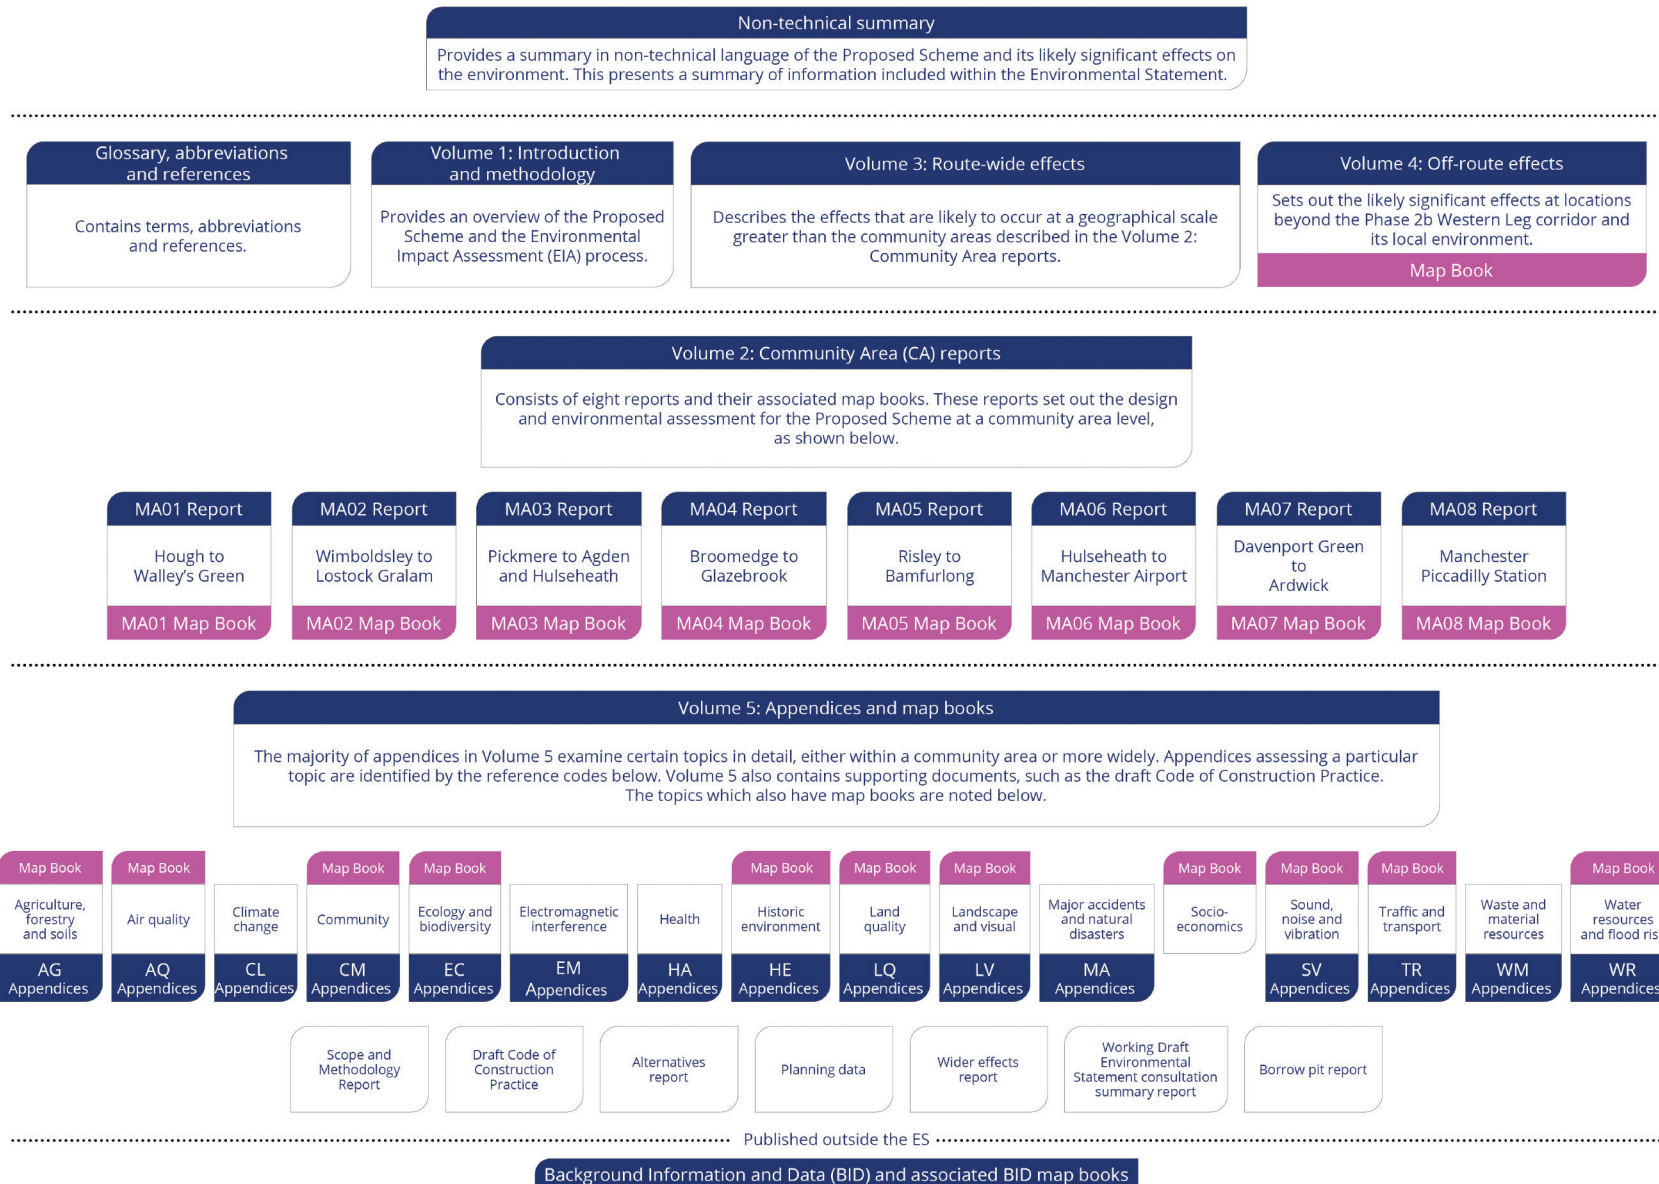 Non-technical summary
Provides a summary in non-technical language of the Proposed Scheme and its likely significant effects on
the environment. This presents a summary of information included within the Environmental Statement.
Glossary, abbreviations
and references
Contains terms, abbreviations
and references.
Volume 1: Introduction
and methodology
Provides an overview of the Proposed
Scheme and the Environmental
Impact Assessment (EIA) process.
Volume 3: Route-wide effects
Describes the effects that are likely to occur at a geographical scale
greater than the community areas described in the Volume 2:
Community Area reports.
Volume 4: Off-route effects
Sets out the likely significant effects at locations
beyond the Phase 2b Western Leg corridor and
its local environment.
Map Book
Volume 2: Community Area (CA) reports
Consists of eight reports and their associated map books. These reports set out the design
and environmental assessment for the Proposed Scheme at a community area level,
as shown below.
MA01 Report
Hough to
Walley's Green
MA01 Map Book
MA02 Report
Wimboldsley to
Lostock Gralam
MA02 Map Book
MA03 Report
Pickmere to Agden
and Hulseheath
MA03 Map Book
MA04 Report
Broomedge to
Glazebrook
MA04 Map Book
MA05 Report
Risley to
Bamfurlong
MA05 Map Book
MA06 Report
Hulseheath to
Manchester Airport
MA06 Map Book
MA07 Report
Davenport Green
to
Ardwick
MA07 Map Book
MA08 Report
Manchester
Piccadilly Station
MA08 Map Book
Volume 5: Appendices and map books
The majority of appendices in Volume 5 examine certain topics in detail, either within a community area or more widely. Appendices assessing a particular
topic are identified by the reference codes below. Volume 5 also contains supporting documents, such as the draft Code of Construction Practice.
The topics which also have map books are noted below.
Map Book
Agriculture,
forestry
and soils
AG
Appendices
Map Book
Air quality
AQ
Appendices
Climate
change
CL
Appendices
Map Book
Community
CM
Appendices
Map Book
Ecology and
biodiversity
EC
Appendices
Electromagnetic
interference
EM
Appendices
Health
HA
Appendices
Map Book
Historic
environment
HE
Appendices
Map Book
Land
quality
LQ
Appendices
Map Book
Landscape
and visual
LV
Appendices
Major accidents
and natural
disasters
MA
Appendices
Map Book
Socio-
economics
Map Book
Sound,
noise and
vibration
SV
Appendices
Map Book
Traffic and
transport
TR
Appendices
Waste and
material
resources
WM
Appendices
Map Book
Water
resources
and flood ris
WR
Appendices
Scope and
Methodology
Report
Draft Code of
Construction
Practice
Alternatives
report
Planning data
Wider effects
report
Working Draft
Environmental
Statement consultation
summary report
Borrow pit report
Published outside the ES
Background Information and Data (BID) and associated BID map books